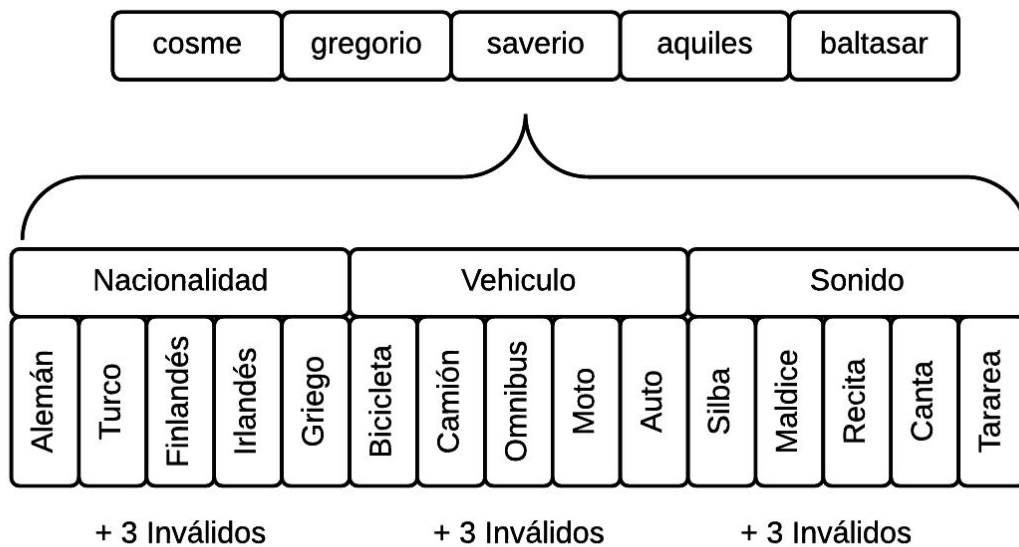 cosme gregorio saverio aquiles baltasar
Nacionalidad Vehiculo Sonido
Alemán Turco Finlandés Irlandés Griego Bicicleta Camión Omnibus Moto Auto Silba Maldice Recita Canta Tararea
+ 3 Inválidos + 3 Inválidos + 3 Inválidos